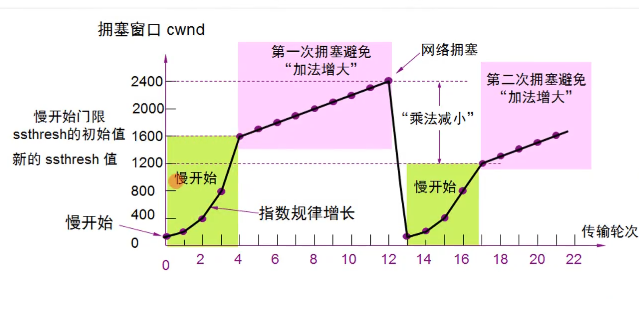 拥塞窗口 cwnd
第一次拥塞避免
“加法增大”
网络拥塞
第二次拥塞避免
“加法增大”
2400
2000
慢开始门限
ssthresh的初始值
1600
“乘法减小”
新的 ssthresh 值
1200
慢开始
慢开始
800
400
指数规律增长
慢开始
0
传输轮次
0 2 4 6 8 10 12 13 14 16 17 18 20 22